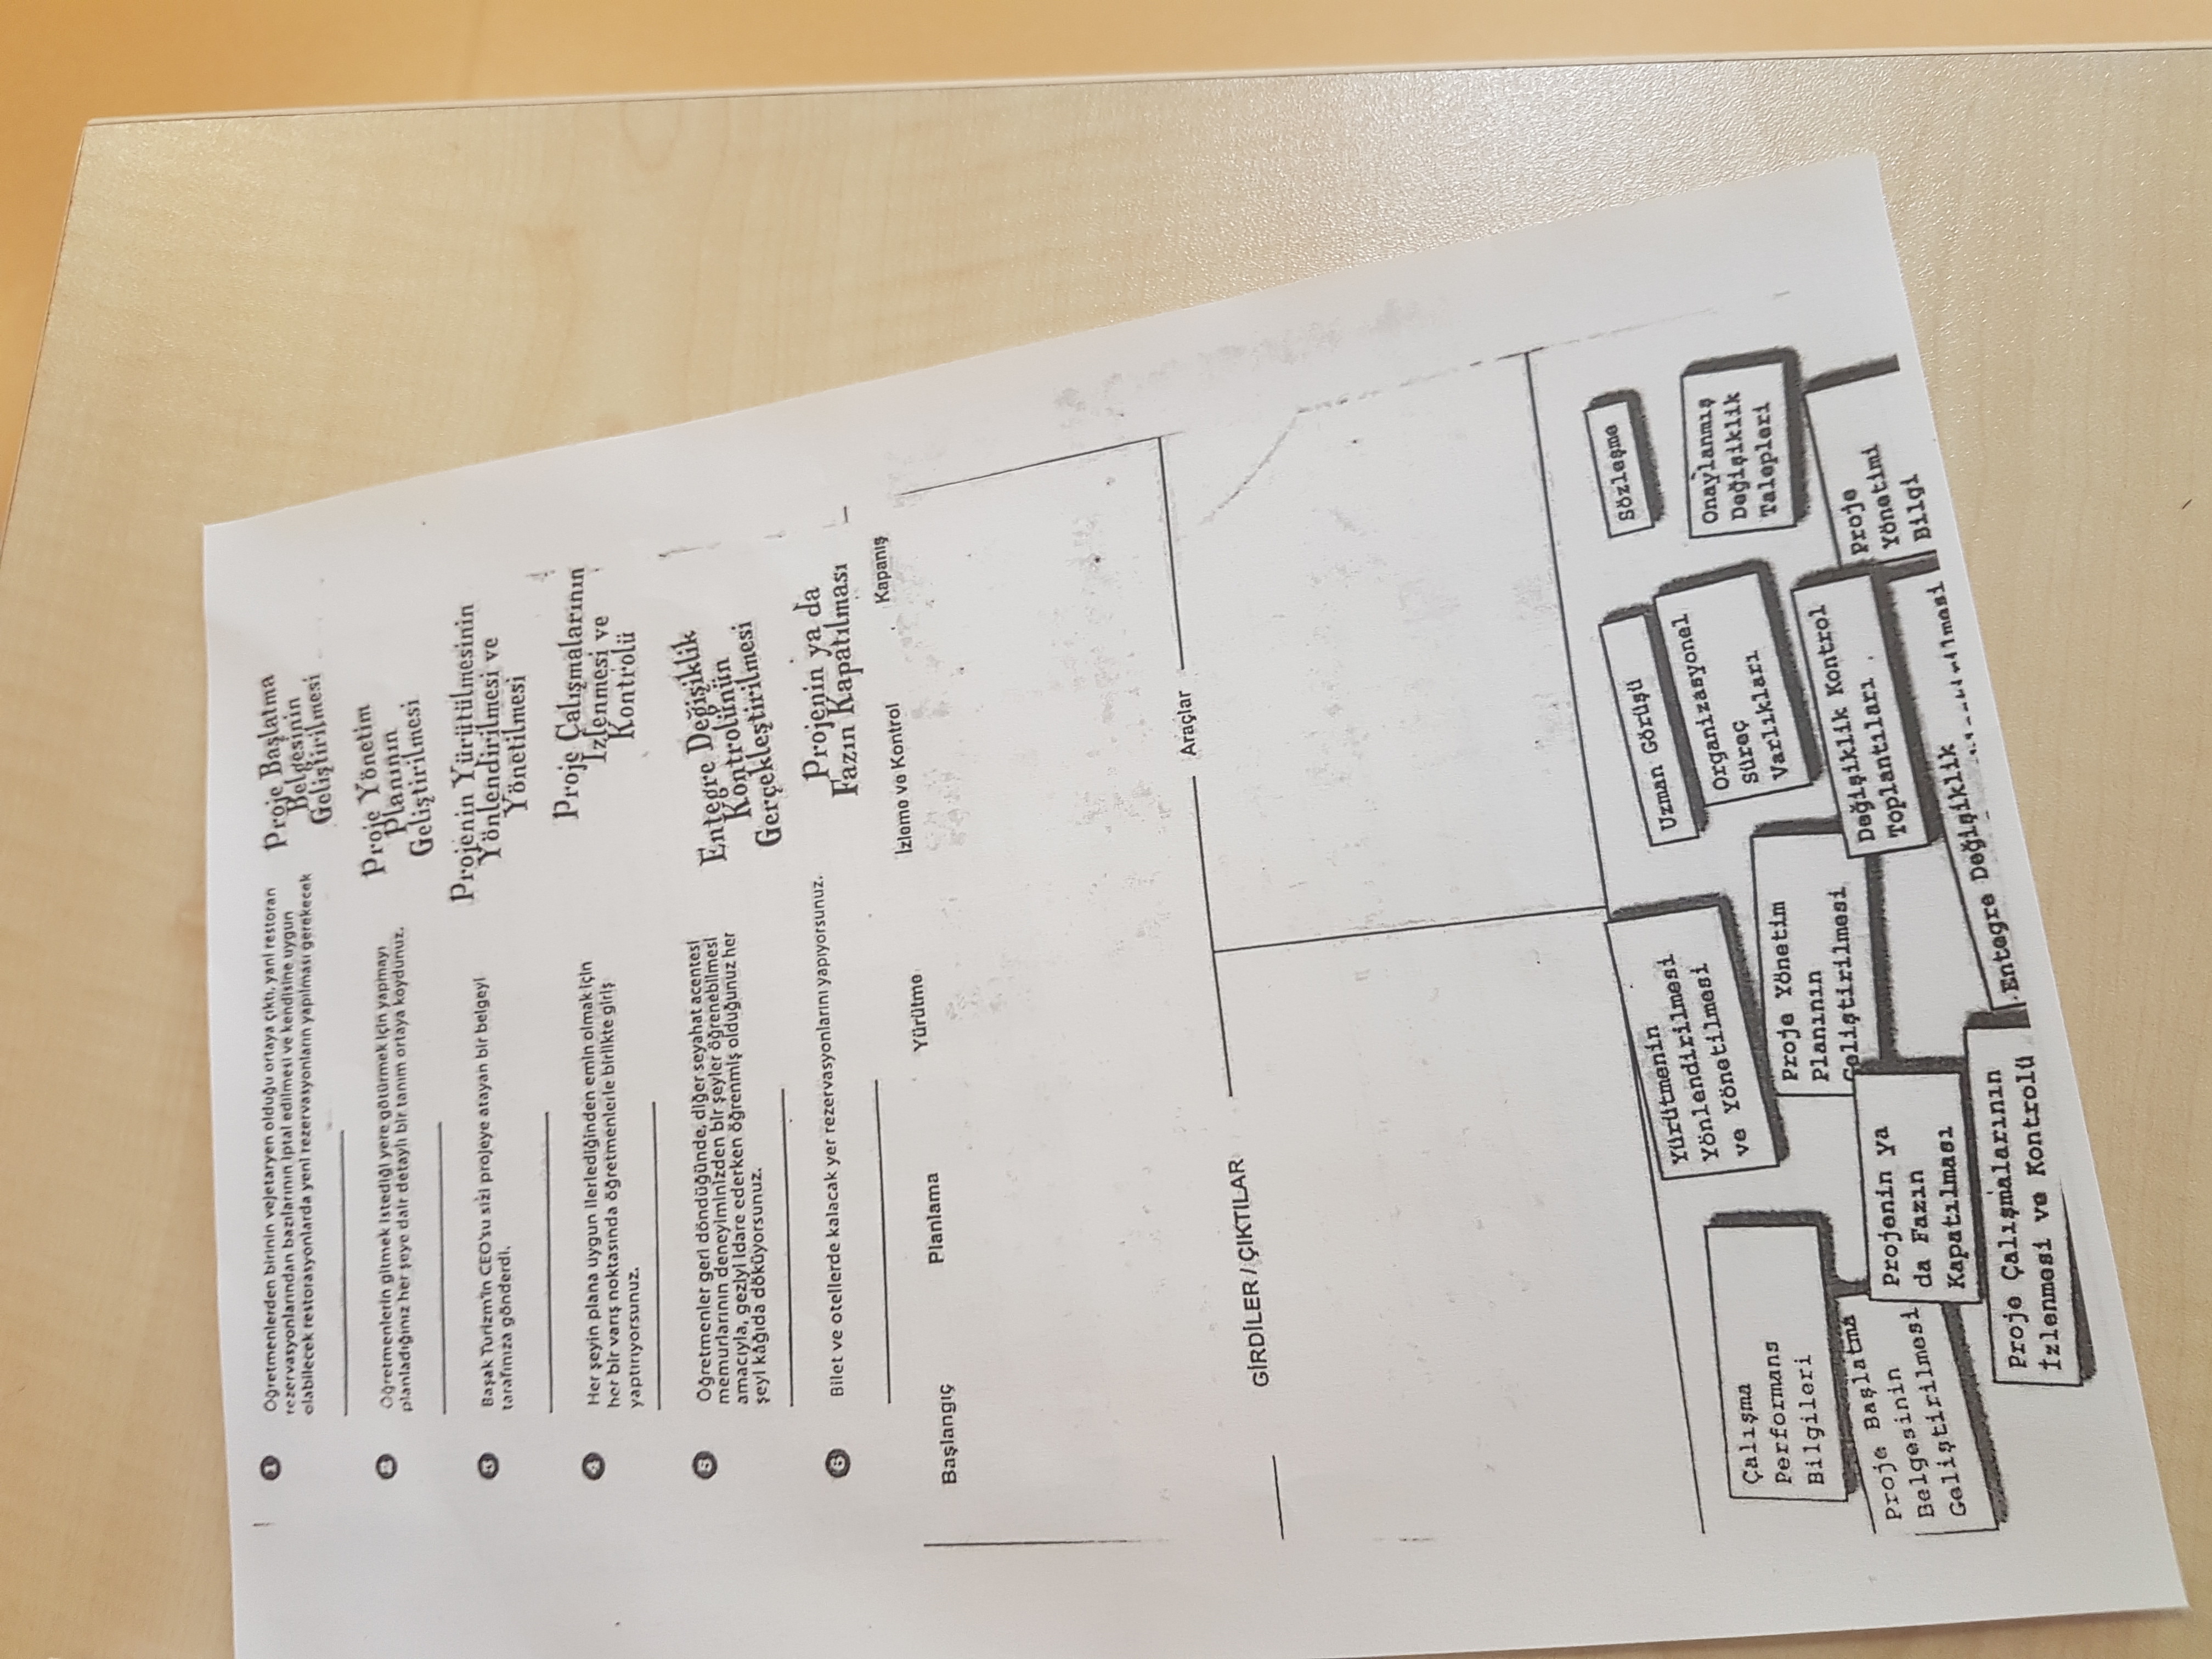 1 Öğretmenlerden birinin vejetaryen olduğu ortaya çıktı, yani restoran
rezervasyonlarından bazılarının iptal edilmesi ve kendisine uygun
olabilecek restorasyonlarda yeni rezervasyonların yapılması gerekecek
2 Öğretmenlerin gitmek istediği yere götürmek için yapmayı
planladığınız her şeye dair detaylı bir tanım ortaya koydunuz.
3 Başak Turizm'in CEO'su sizi projeye atayan bir belgeyi
tarafınıza gönderdi.
4 Her şeyin plana uygun ilerlediğinden emin olmak için
her bir varış noktasında öğretmenlerle birlikte giriş
yaptırıyorsunuz.
5 Öğretmenler geri döndüğünde, diğer seyahat acentesi
memurlarının deneyiminizden bir şeyler öğrenebilmesi
amacıyla, geziyi idare ederken öğrenmiş olduğunuz her
şeyi kâğıda döküyorsunuz.
6 Bilet ve otellerde kalacak yer rezervasyonlarını yapıyorsunuz.
Proje Başlatma
Belgesinin
Geliştirilmesi
Proje Yönetim
Planının
Geliştirilmesi
Projenin Yürütülmesinin
Yönlendirilmesi ve
Yönetilmesi
Proje Çalışmalarının
İzlenmesi ve
Kontrolü
Entegre Değişiklik
Kontrolünün
Gerçekleştirilmesi
Projenin ya da
Fazın Kapatılması
Başlangıç
Planlama
Yürütme
İzleme ve Kontrol
Kapanış
GİRDİLER / ÇIKTILAR
Araçlar
Çalışma
Performans
Bilgileri
Yürütmenin
Yönlendirilmesi
ve Yönetilmesi
Uzman Görüşü
Sözleşme
Organizasyonel
Süreç
Varlıkları
Onaylanmış
Değişiklik
Talepleri
Proje Yönetim
Planının
Geliştirilmesi
Proje Başlatma
Belgesinin
Geliştirilmesi
Projenin ya
da Fazın
Kapatılması
Değişiklik Kontrol
Toplantıları
Proje
Yönetimi
Bilgi
Proje Çalışmalarının
İzlenmesi ve Kontrolü
Entegre Değişiklik